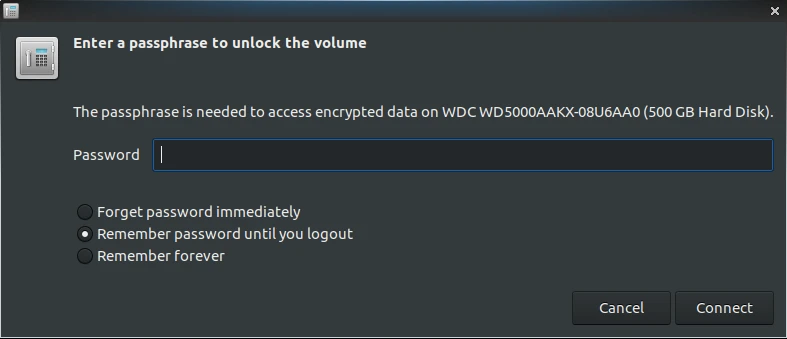 Enter a passphrase to unlock the volume
The passphrase is needed to access encrypted data on WDC WD5000AAKX-08U6AA0 (500 GB Hard Disk).
Password
Forget password immediately
Remember password until you logout
Remember forever
Cancel Connect